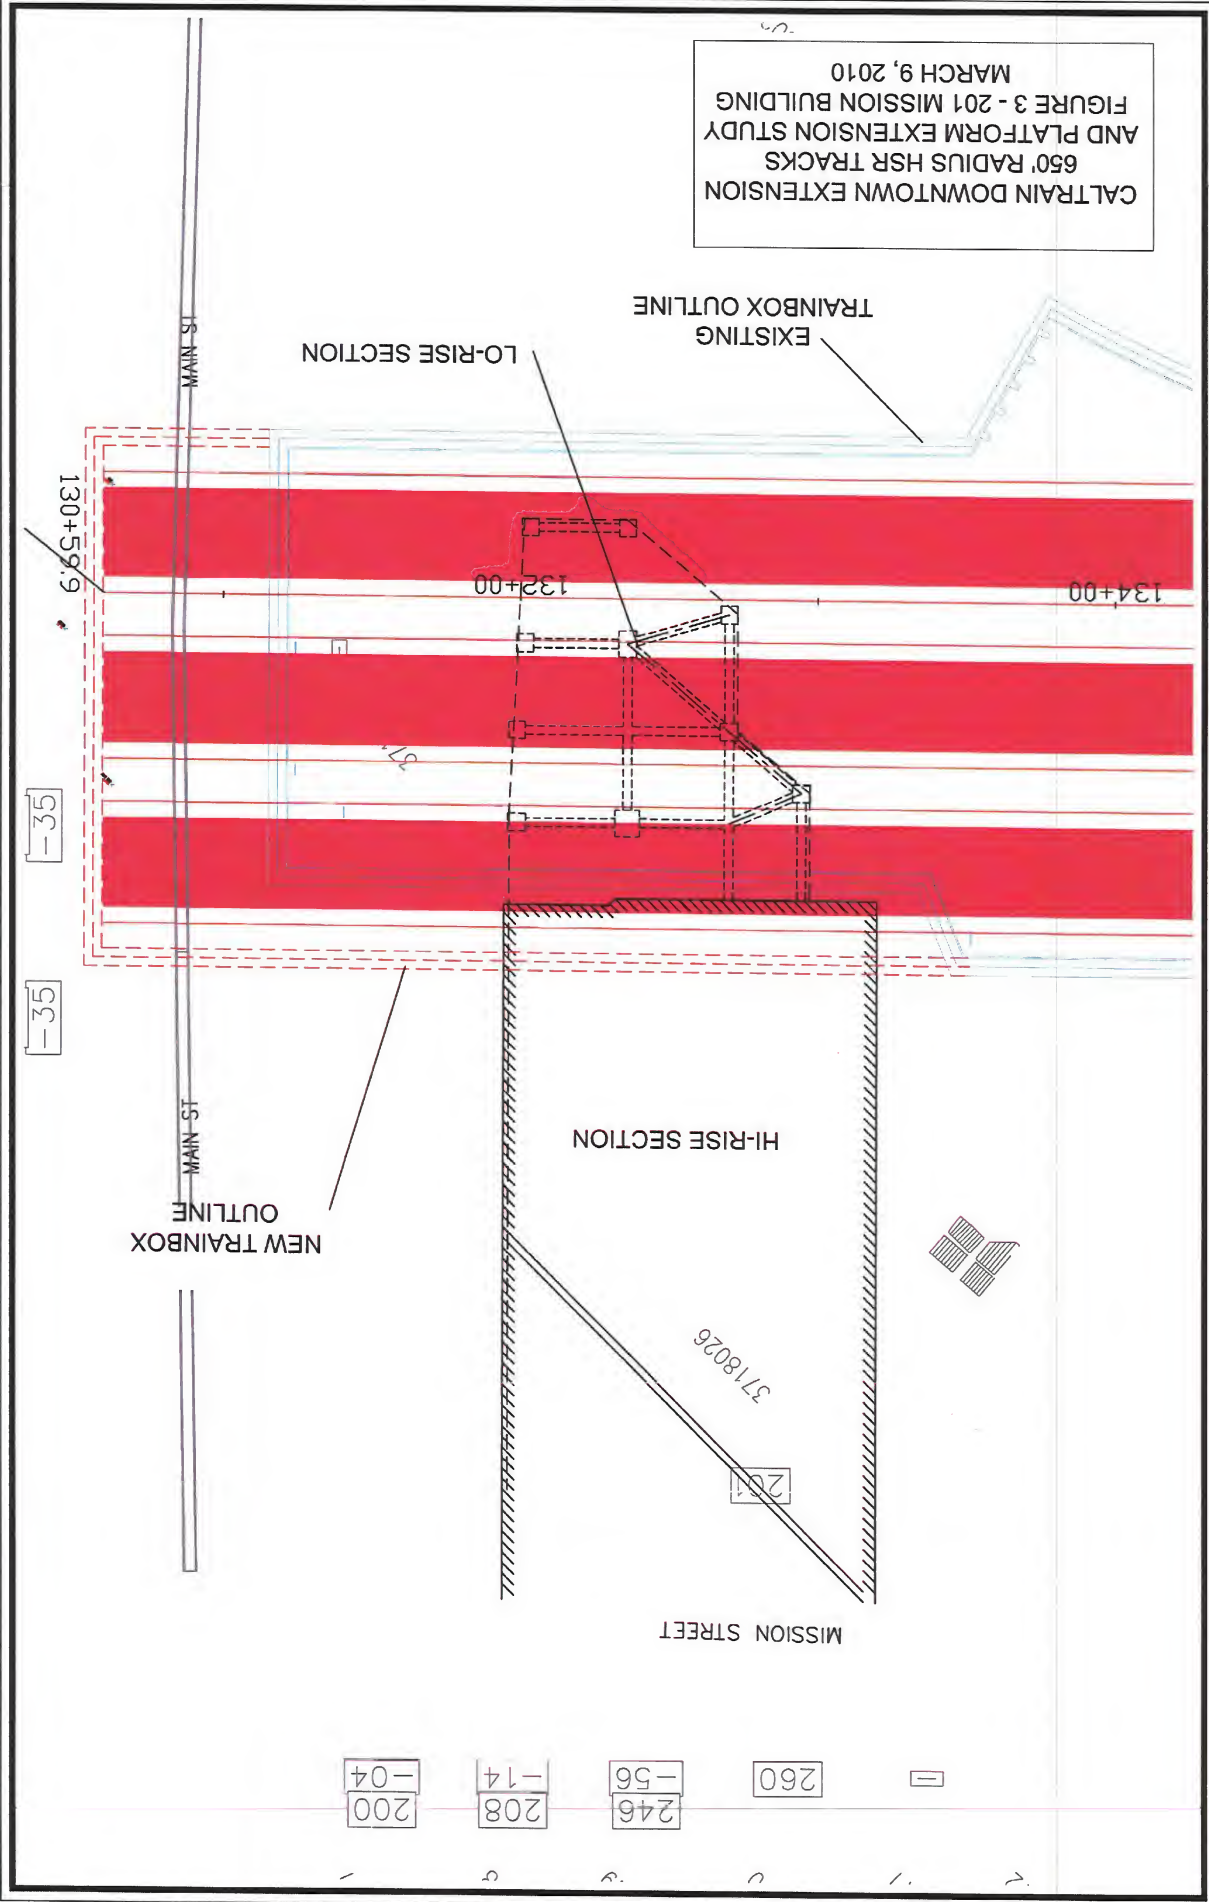 CALTRAIN DOWNTOWN EXTENSION
650' RADIUS HSR TRACKS
AND PLATFORM EXTENSION STUDY
FIGURE 3 - 201 MISSION BUILDING
MARCH 9, 2010
EXISTING
TRAINBOX OUTLINE
LO-RISE SECTION
MAIN ST
130+59.9
132+00
134+00
371
-35
-35
HI-RISE SECTION
MAIN ST
NEW TRAINBOX
OUTLINE
3718026
201
MISSION STREET
260
-56
246
-14
208
-04
200